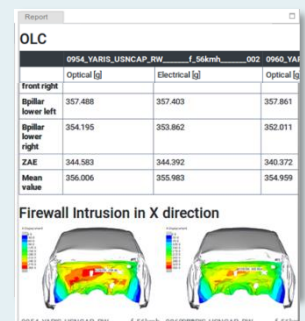 Report
OLC
0954_YARIS_USNCAP_RW_____f_56kmh_____002 0960_YAR
Optical [g] Electrical [g] Optical [g
front right
Bpillar lower left 357.488 357.403 357.861
Bpillar lower right 354.195 353.862 352.011
ZAE 344.583 344.392 340.372
Mean value 356.006 355.983 354.959
Firewall Intrusion in X direction